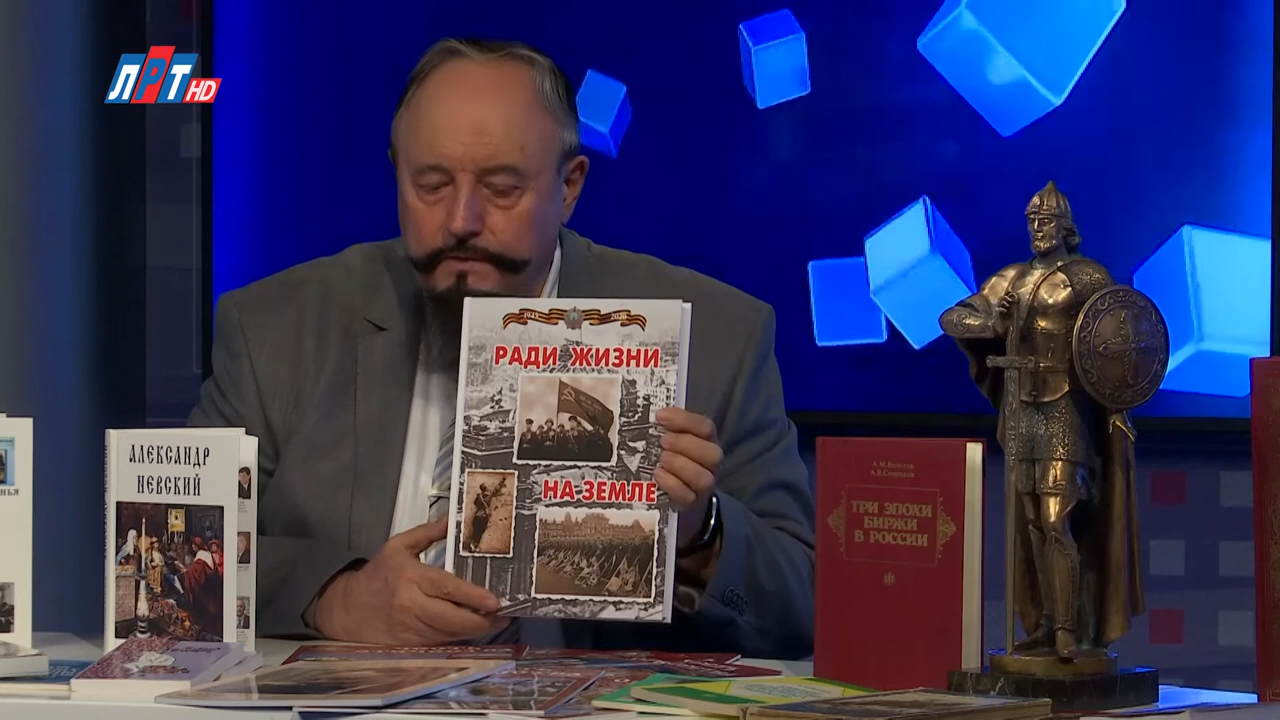 ЛРТ HD
1945 2020
РАДИ ЖИЗНИ
НА ЗЕМЛЕ
АЛЕКСАНДР
НЕВСКИЙ
ТРИ ЭПОХИ
БИРЖИ
В РОССИИ